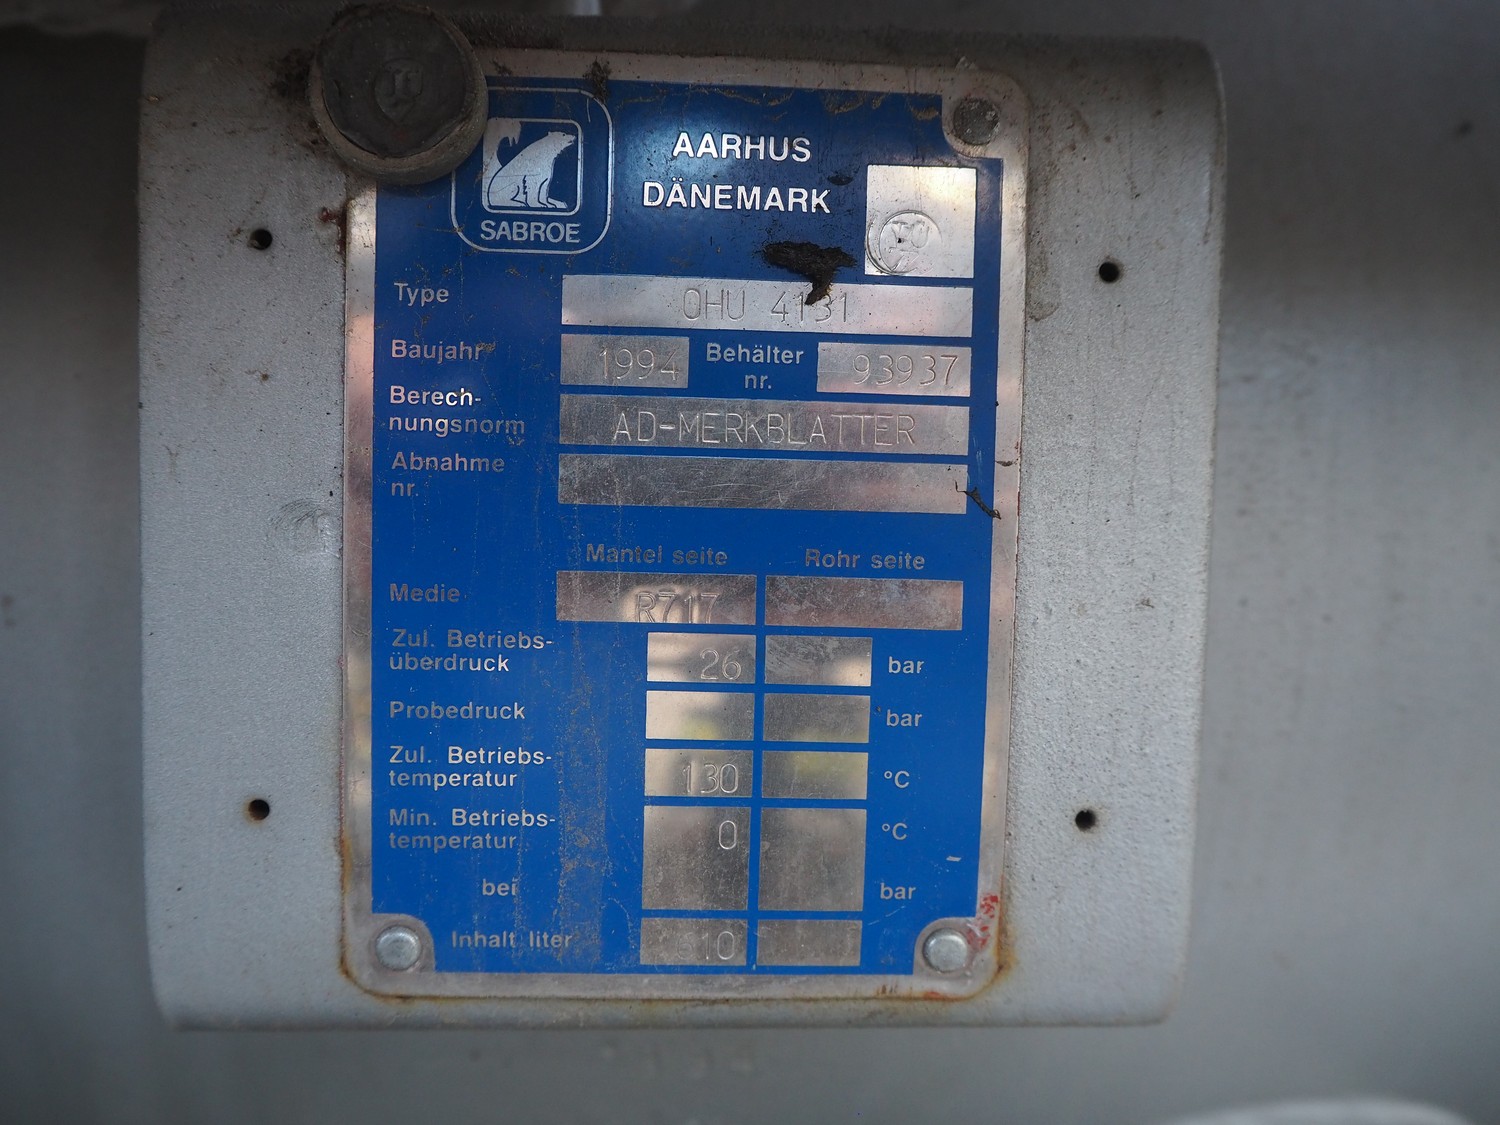 SABROE
AARHUS
DÄNEMARK
Type OHU 4131
Baujahr 1994 Behälter nr. 93937
Berech-
nungsnorm AD-MERKBLATTER
Abnahme
nr.
Mantel seite Rohr seite
Medie R717
Zul. Betriebs-
überdruck 26 bar
Probedruck bar
Zul. Betriebs-
temperatur 130 °C
Min. Betriebs-
temperatur 0 °C
bei bar
Inhalt liter 610